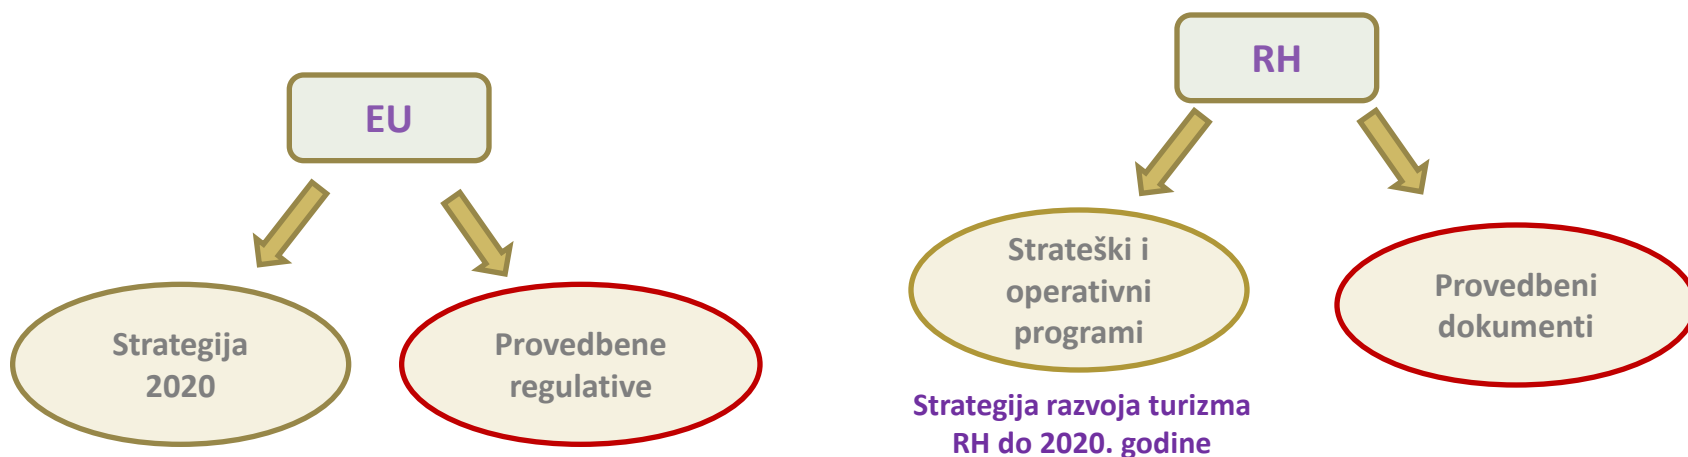 EU
Strategija
2020
Provedbene
regulative
RH
Strateški i
operativni
programi
Provedbeni
dokumenti
Strategija razvoja turizma
RH do 2020. godine